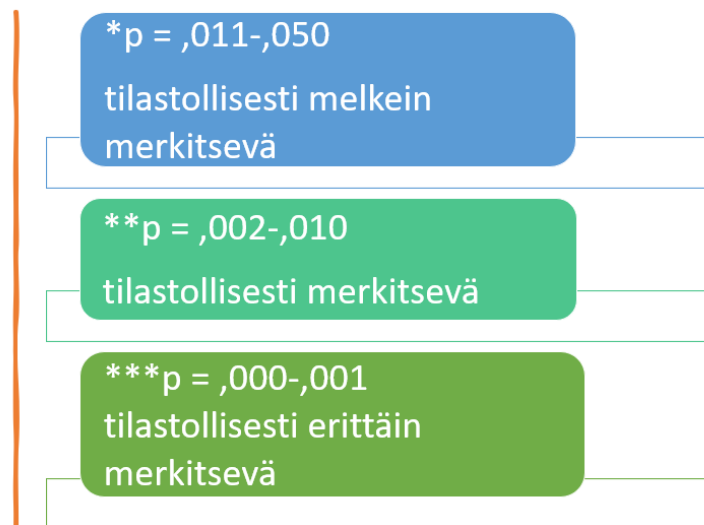 *p = ,011-,050
tilastollisesti melkein
merkitsevä
**p = ,002-,010
tilastollisesti merkitsevä
***p = ,000-,001
tilastollisesti erittäin
merkitsevä